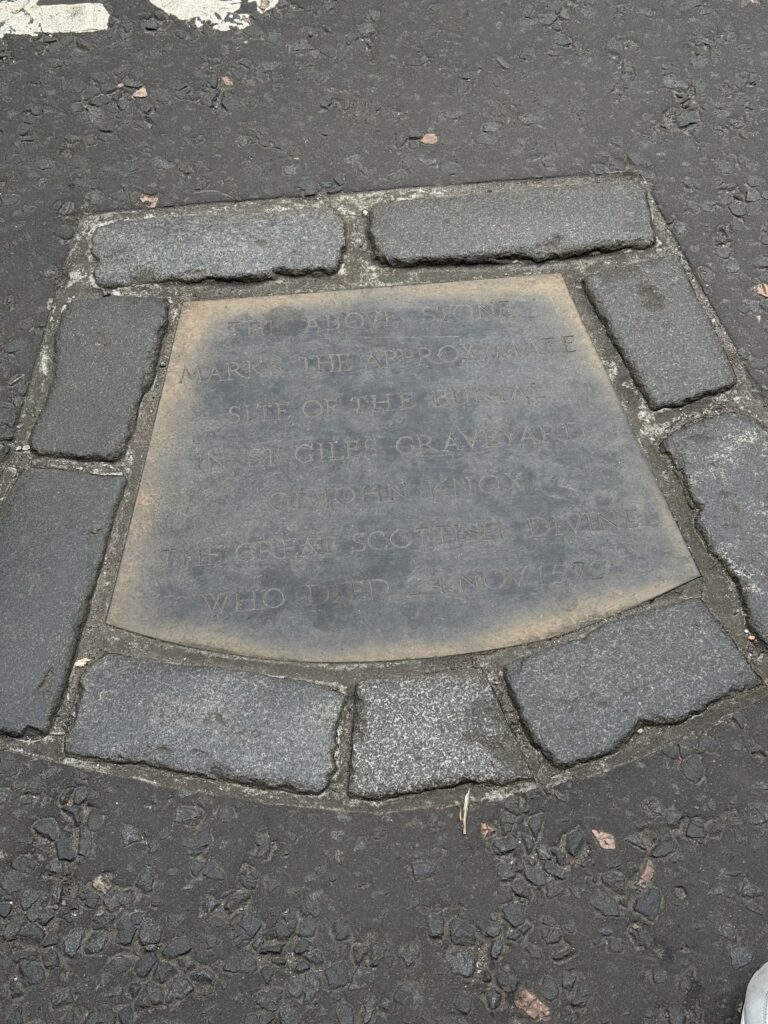 THE ABOVE STONE
MARKS THE APPROXIMATE
SITE OF THE BURIAL
IN ST GILES GRAVEYARD
OF JOHN KNOX
THE GREAT SCOTTISH DIVINE
WHO DIED 24 NOV 1572